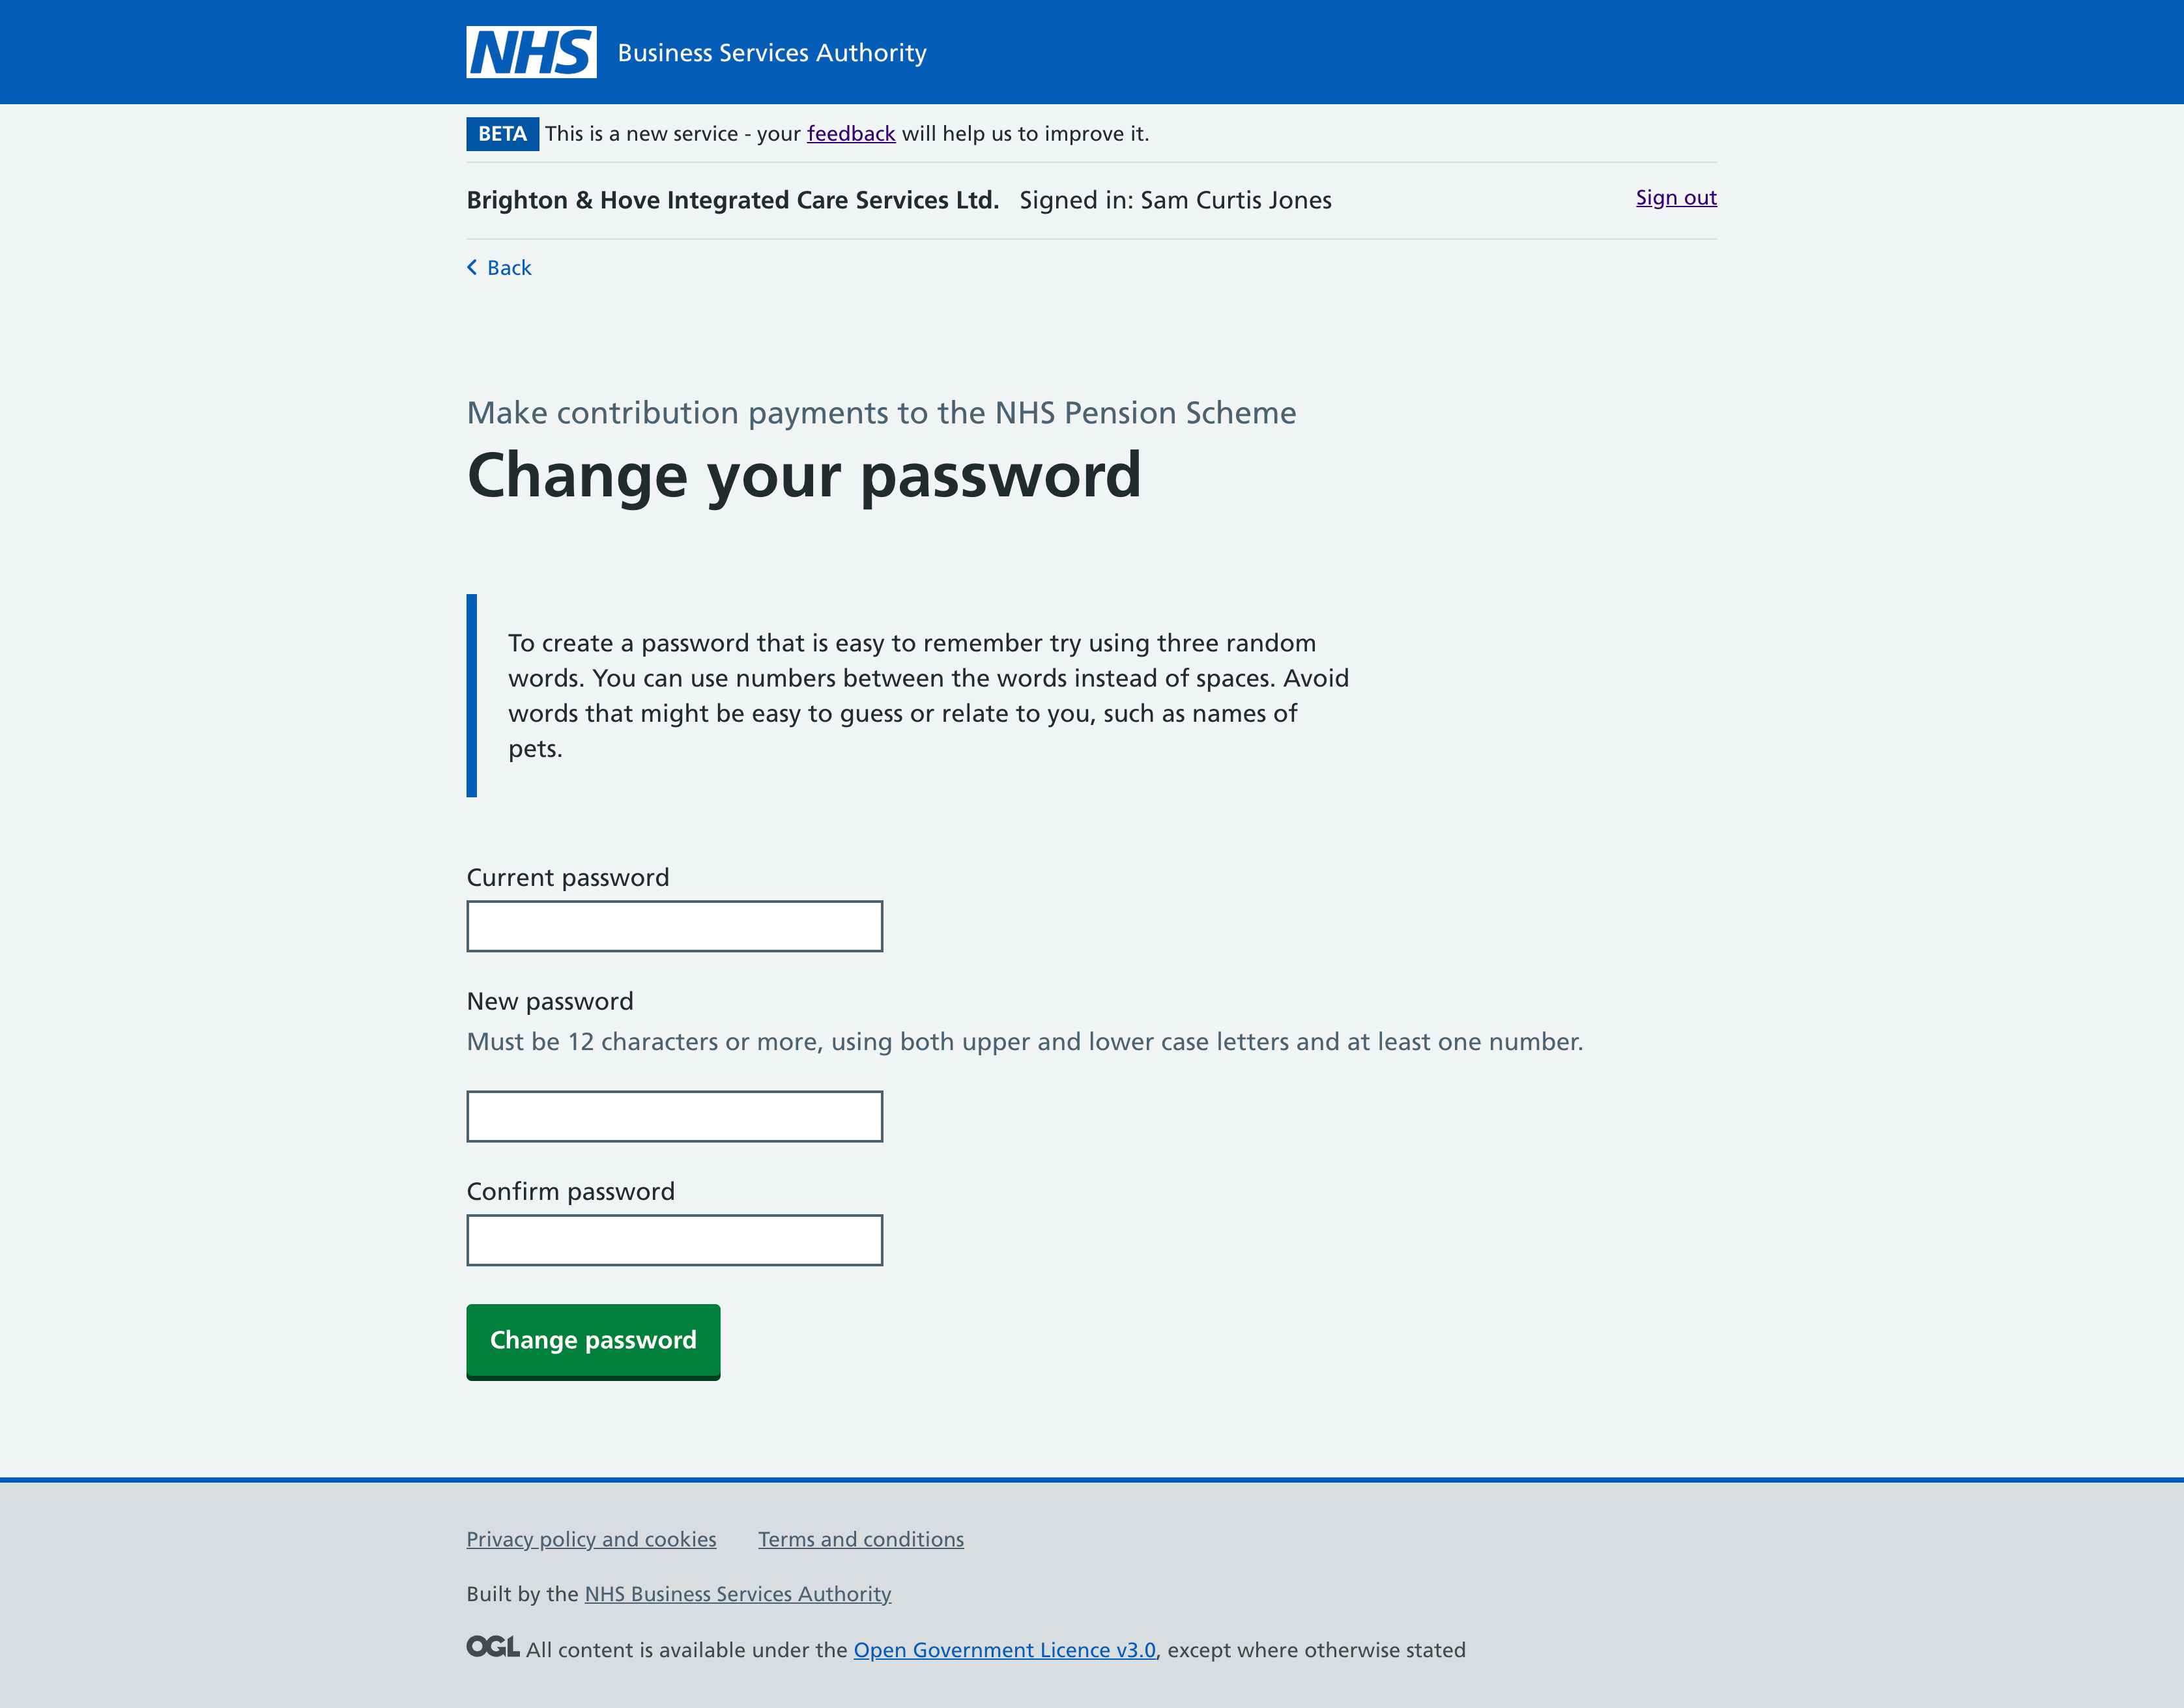 NHS Business Services Authority
BETA This is a new service - your feedback will help us to improve it.
Brighton & Hove Integrated Care Services Ltd. Signed in: Sam Curtis Jones Sign out
Back
Make contribution payments to the NHS Pension Scheme
Change your password
To create a password that is easy to remember try using three random
words. You can use numbers between the words instead of spaces. Avoid
words that might be easy to guess or relate to you, such as names of
pets.
Current password
New password
Must be 12 characters or more, using both upper and lower case letters and at least one number.
Confirm password
Change password
Privacy policy and cookies Terms and conditions
Built by the NHS Business Services Authority
OGL All content is available under the Open Government Licence v3.0, except where otherwise stated